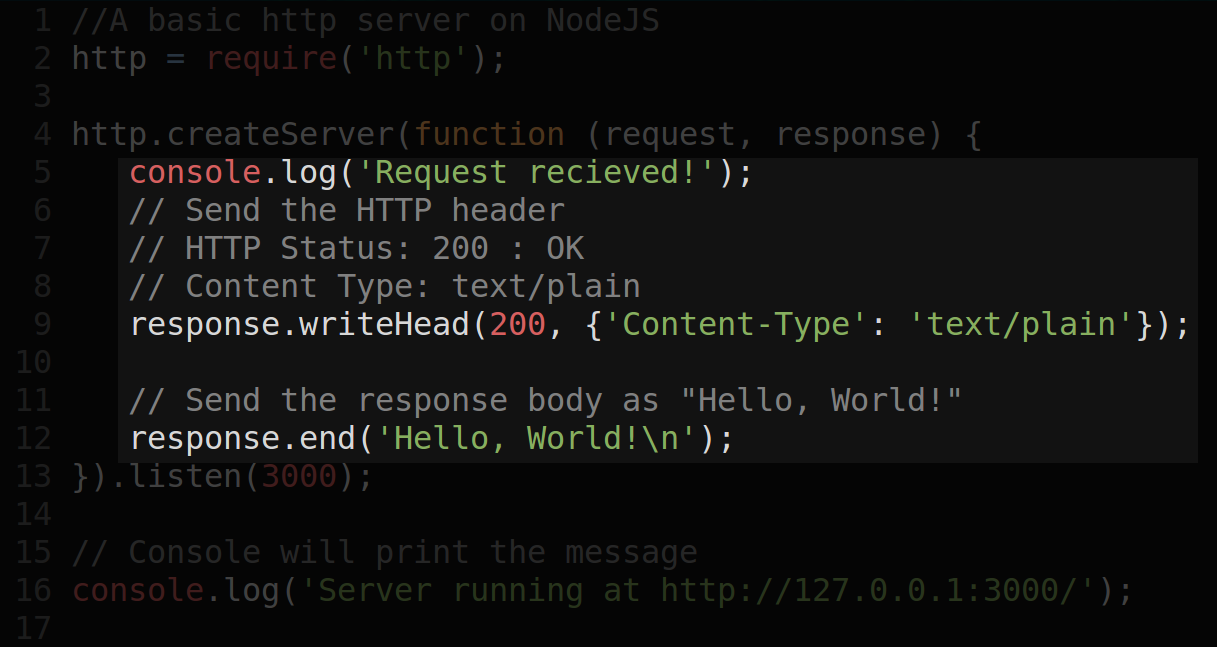 1 //A basic http server on NodeJS
2 http = require('http');
3
4 http.createServer(function (request, response) {
5    console.log('Request recieved!');
6    // Send the HTTP header
7    // HTTP Status: 200 : OK
8    // Content Type: text/plain
9    response.writeHead(200, {'Content-Type': 'text/plain'});
10
11    // Send the response body as "Hello, World!"
12    response.end('Hello, World!\n');
13 }).listen(3000);
14
15 // Console will print the message
16 console.log('Server running at http://127.0.0.1:3000/');
17